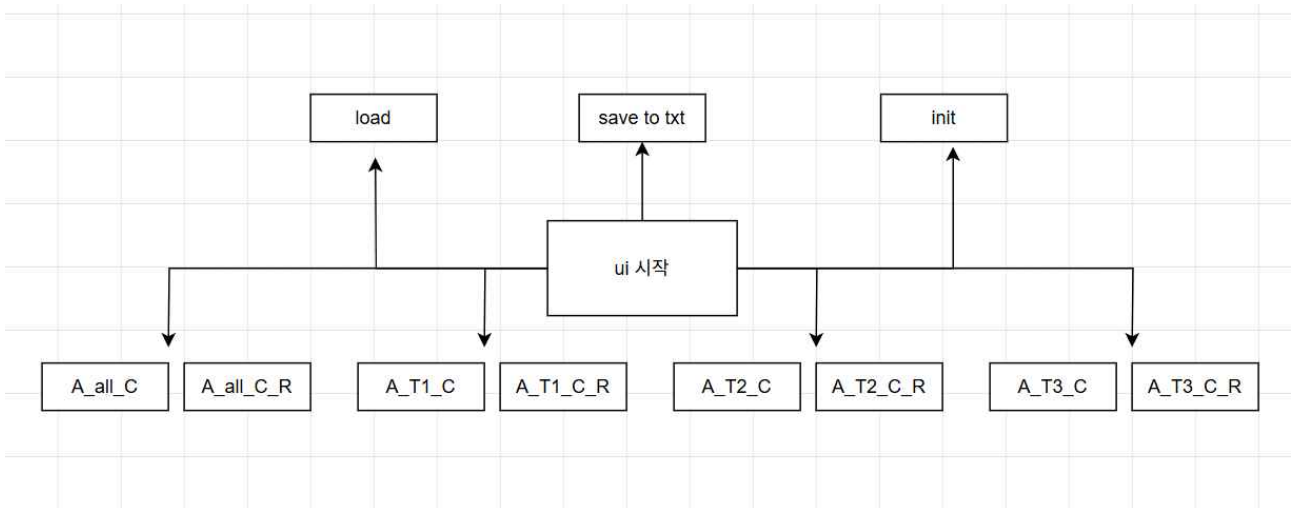 load
save to txt
init
ui 시작
A_all_C
A_all_C_R
A_T1_C
A_T1_C_R
A_T2_C
A_T2_C_R
A_T3_C
A_T3_C_R